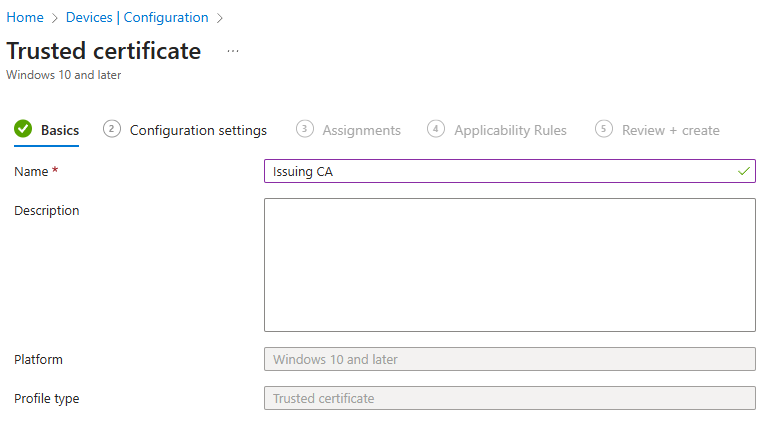 Home > Devices | Configuration >
Trusted certificate ...
Windows 10 and later
Basics 2 Configuration settings 3 Assignments 4 Applicability Rules 5 Review + create
Name * Issuing CA
Description
Platform Windows 10 and later
Profile type Trusted certificate